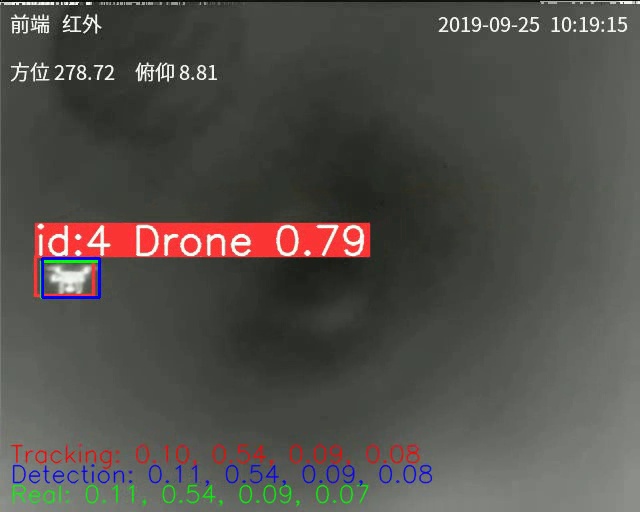 前端 红外 2019-09-25 10:19:15
方位 278.72 俯仰 8.81
id:4 Drone 0.79
Tracking: 0.10, 0.54, 0.09, 0.08
Detection: 0.11, 0.54, 0.09, 0.08
Real: 0.11, 0.54, 0.09, 0.07